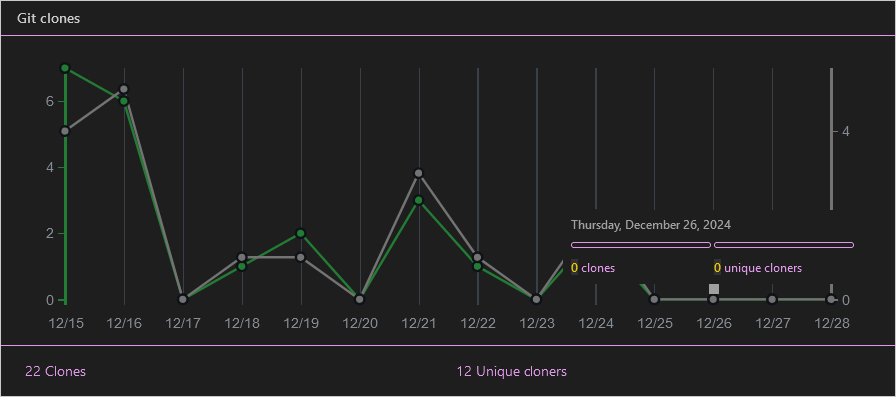 Git clones
6
4
2
0
4
0
Thursday, December 26, 2024
0 clones 0 unique cloners
12/15 12/16 12/17 12/18 12/19 12/20 12/21 12/22 12/23 12/24 12/25 12/26 12/27 12/28
22 Clones 12 Unique cloners